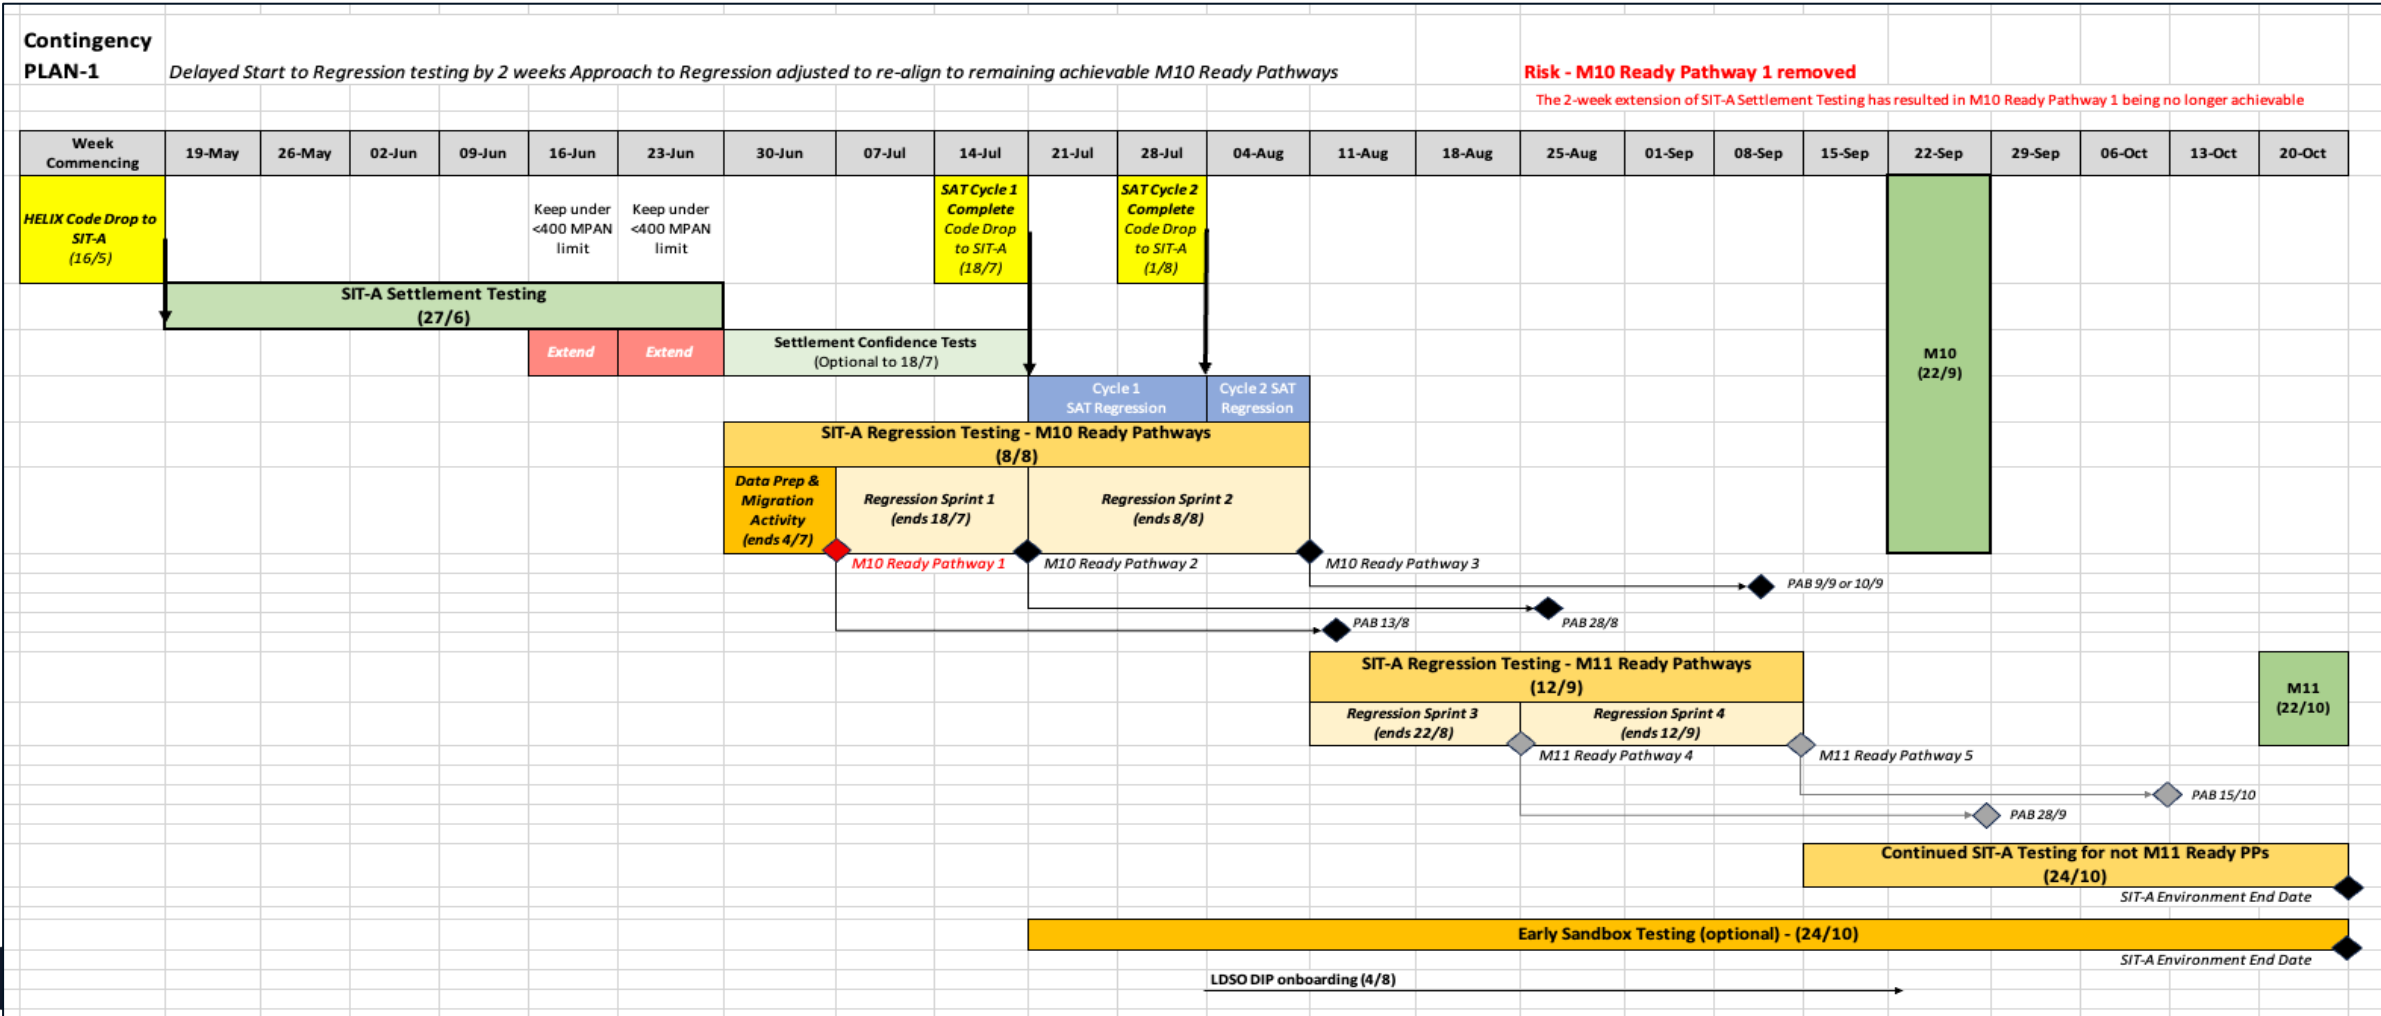 Contingency
PLAN-1
Delayed Start to Regression testing by 2 weeks Approach to Regression adjusted to re-align to remaining achievable M10 Ready Pathways
Risk - M10 Ready Pathway 1 removed
The 2-week extension of SIT-A Settlement Testing has resulted in M10 Ready Pathway 1 being no longer achievable
Week
Commencing
19-May
26-May
02-Jun
09-Jun
16-Jun
23-Jun
30-Jun
07-Jul
14-Jul
21-Jul
28-Jul
04-Aug
11-Aug
18-Aug
25-Aug
01-Sep
08-Sep
15-Sep
22-Sep
29-Sep
06-Oct
13-Oct
20-Oct
HELIX Code Drop to
SIT-A
(16/5)
Keep under
<400 MPAN
limit
Keep under
<400 MPAN
limit
SAT Cycle 1
Complete
Code Drop
to SIT-A
(18/7)
SAT Cycle 2
Complete
Code Drop
to SIT-A
(1/8)
M10
(22/9)
SIT-A Settlement Testing
(27/6)
Extend
Extend
Settlement Confidence Tests
(Optional to 18/7)
Cycle 1
SAT Regression
Cycle 2 SAT
Regression
SIT-A Regression Testing - M10 Ready Pathways
(8/8)
Data Prep &
Migration
Activity
(ends 4/7)
Regression Sprint 1
(ends 18/7)
Regression Sprint 2
(ends 8/8)
M10 Ready Pathway 1
M10 Ready Pathway 2
M10 Ready Pathway 3
PAB 9/9 or 10/9
PAB 28/8
PAB 13/8
SIT-A Regression Testing - M11 Ready Pathways
(12/9)
Regression Sprint 3
(ends 22/8)
Regression Sprint 4
(ends 12/9)
M11
(22/10)
M11 Ready Pathway 4
M11 Ready Pathway 5
PAB 15/10
PAB 28/9
Continued SIT-A Testing for not M11 Ready PPs
(24/10)
SIT-A Environment End Date
Early Sandbox Testing (optional) - (24/10)
SIT-A Environment End Date
LDSO DIP onboarding (4/8)